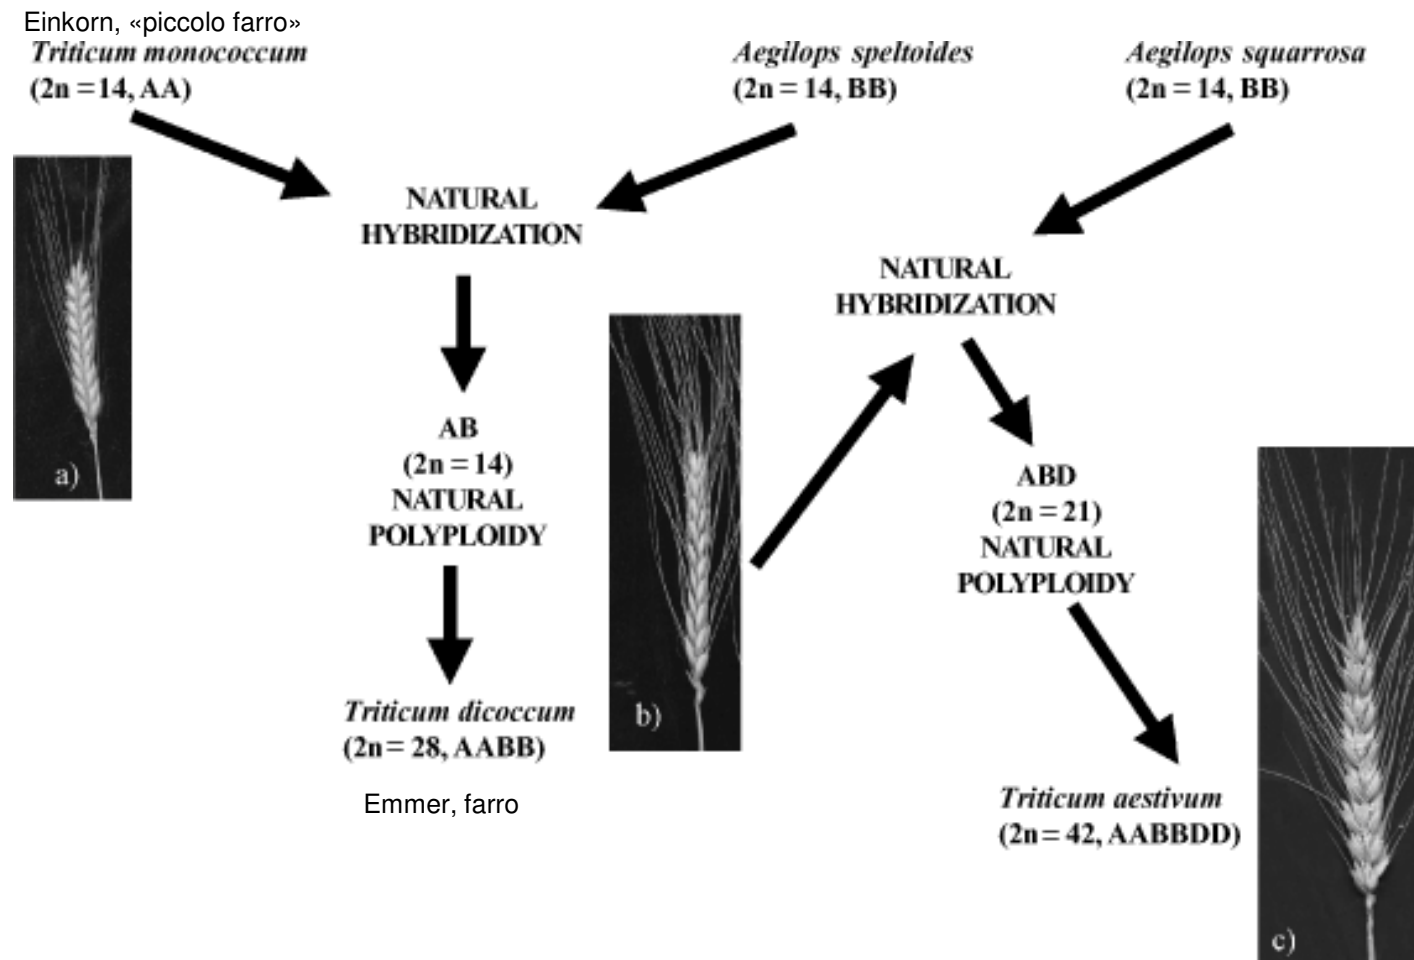 Einkorn, «piccolo farro»
Triticum monococcum
(2n =14, AA)
Aegilops speltoides
(2n = 14, BB)
Aegilops squarrosa
(2n = 14, BB)
NATURAL
HYBRIDIZATION
NATURAL
HYBRIDIZATION
a)
AB
(2n = 14)
NATURAL
POLYPLOIDY
ABD
(2n = 21)
NATURAL
POLYPLOIDY
b)
Triticum dicoccum
(2n = 28, AABB)
Emmer, farro
Triticum aestivum
(2n = 42, AABBDD)
c)